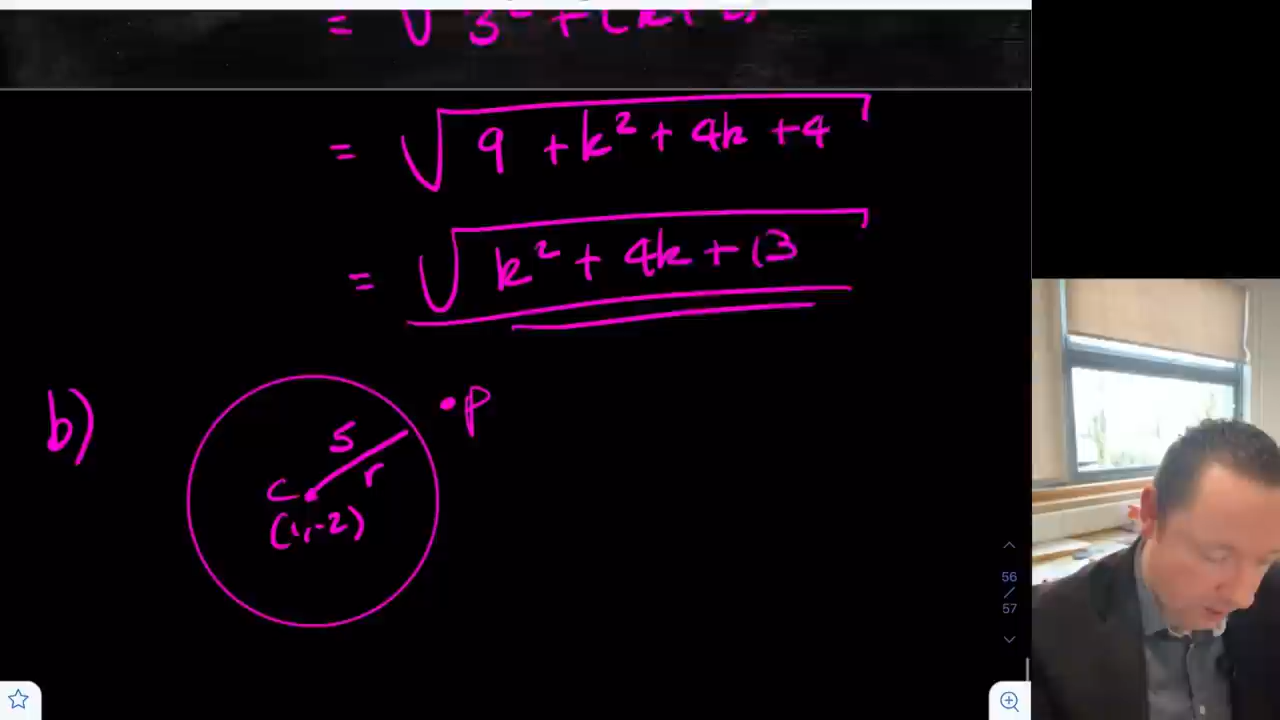 = √(9 + k² + 4k + 4)
= √(k² + 4k + 13)
b)
•P
5
r
C
(1,-2)
56
/
57